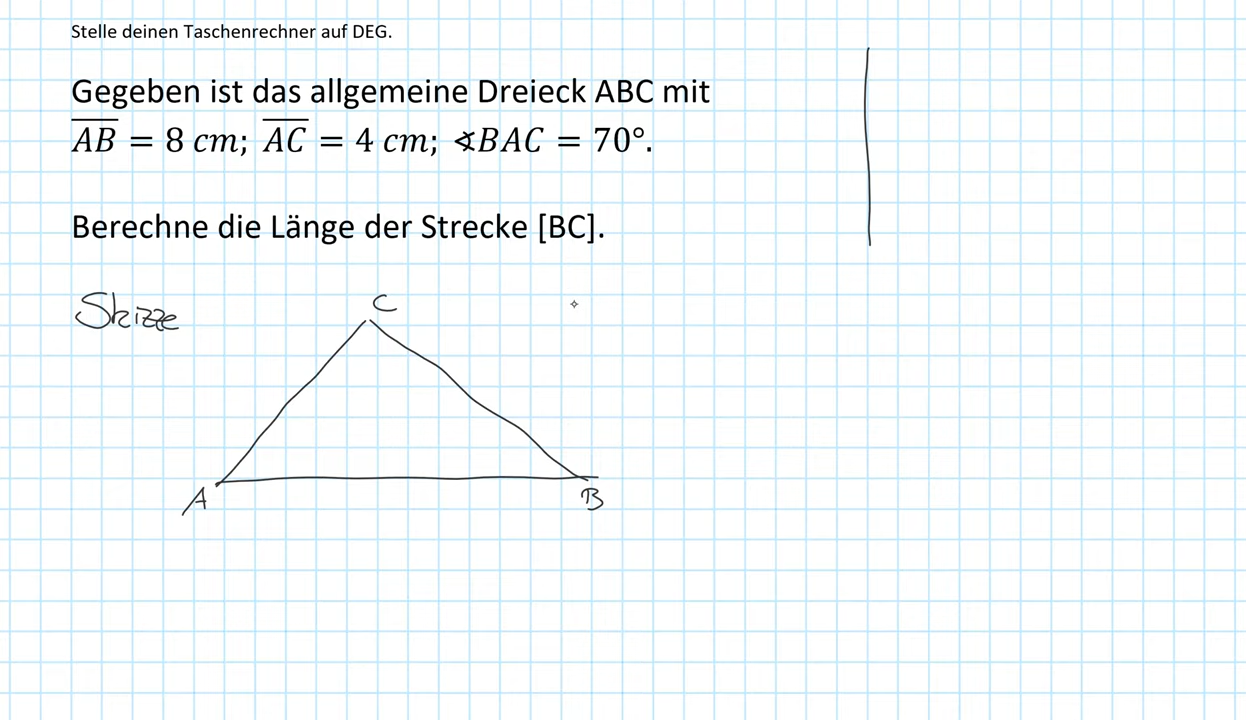 Stelle deinen Taschenrechner auf DEG.
Gegeben ist das allgemeine Dreieck ABC mit
AB = 8 cm; AC = 4 cm; ∢BAC = 70°.
Berechne die Länge der Strecke [BC].
Skizze
C
A
B